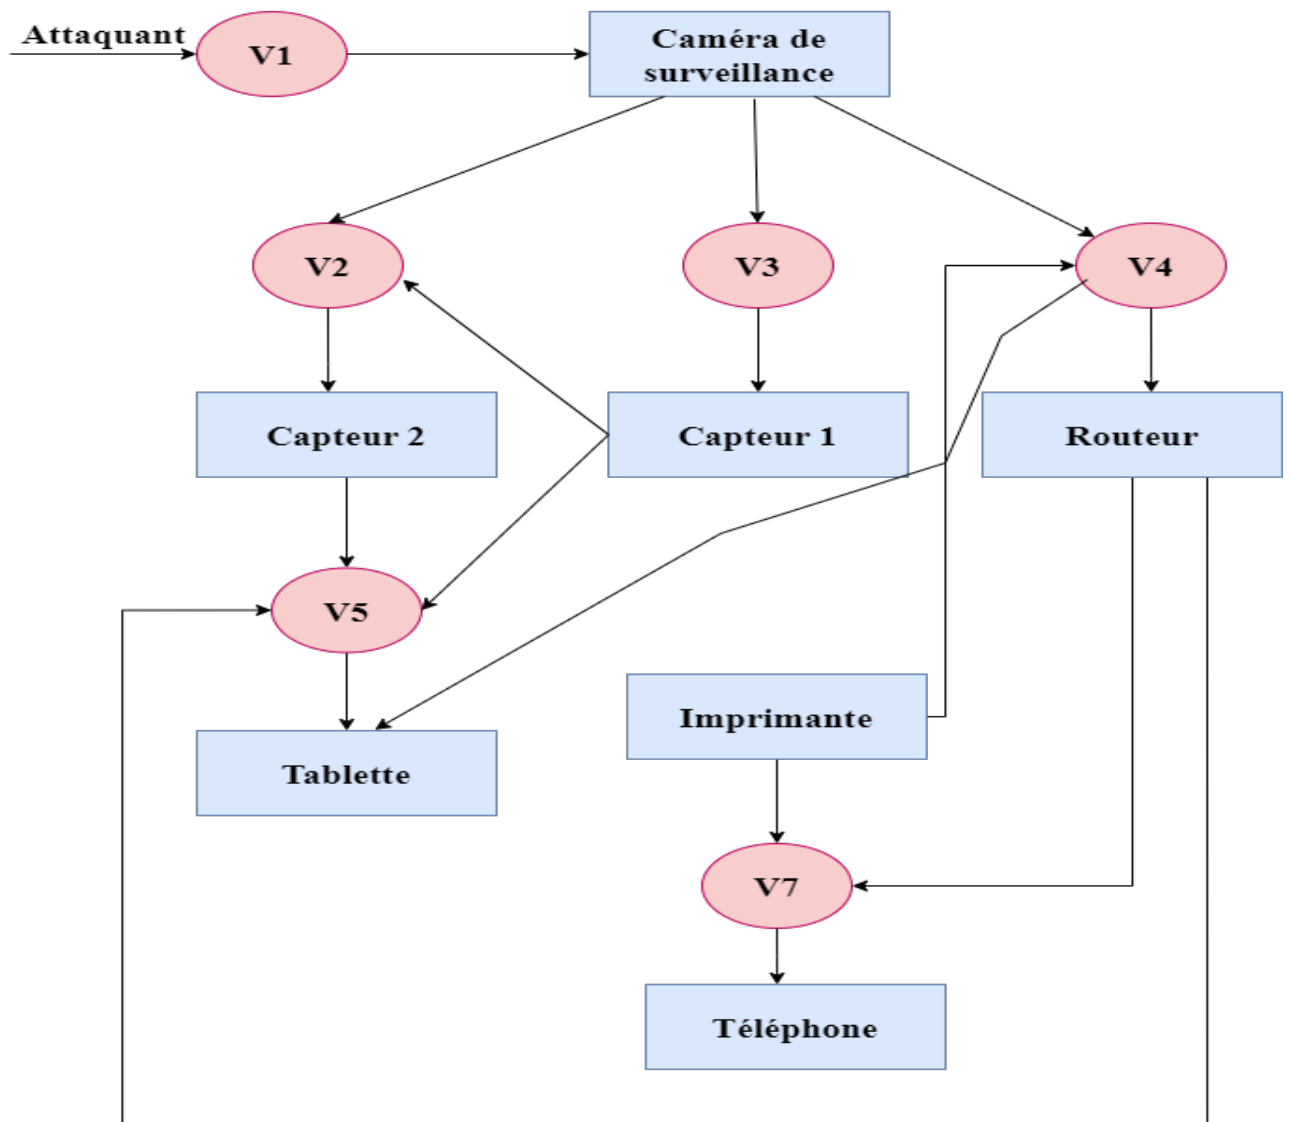 Attaquant
V1
Caméra de
surveillance
V2
V3
V4
Capteur 2
Capteur 1
Routeur
V5
Imprimante
Tablette
V7
Téléphone